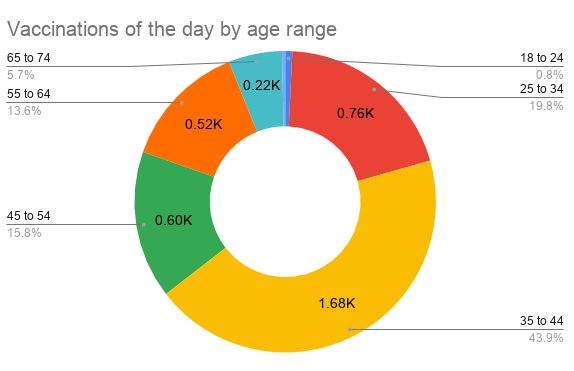 Vaccinations of the day by age range
65 to 74
5.7%
55 to 64
13.6%
45 to 54
15.8%
18 to 24
0.8%
25 to 34
19.8%
35 to 44
43.9%
0.22K
0.76K
0.52K
0.60K
1.68K